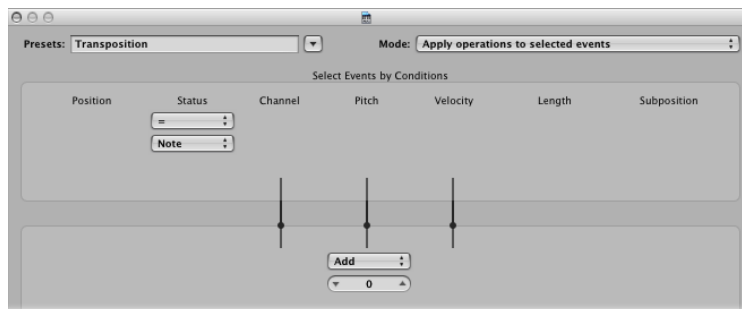 Presets: Transposition Mode: Apply operations to selected events
Select Events by Conditions
Position Status Channel Pitch Velocity Length Subposition
=
Note
Add
0